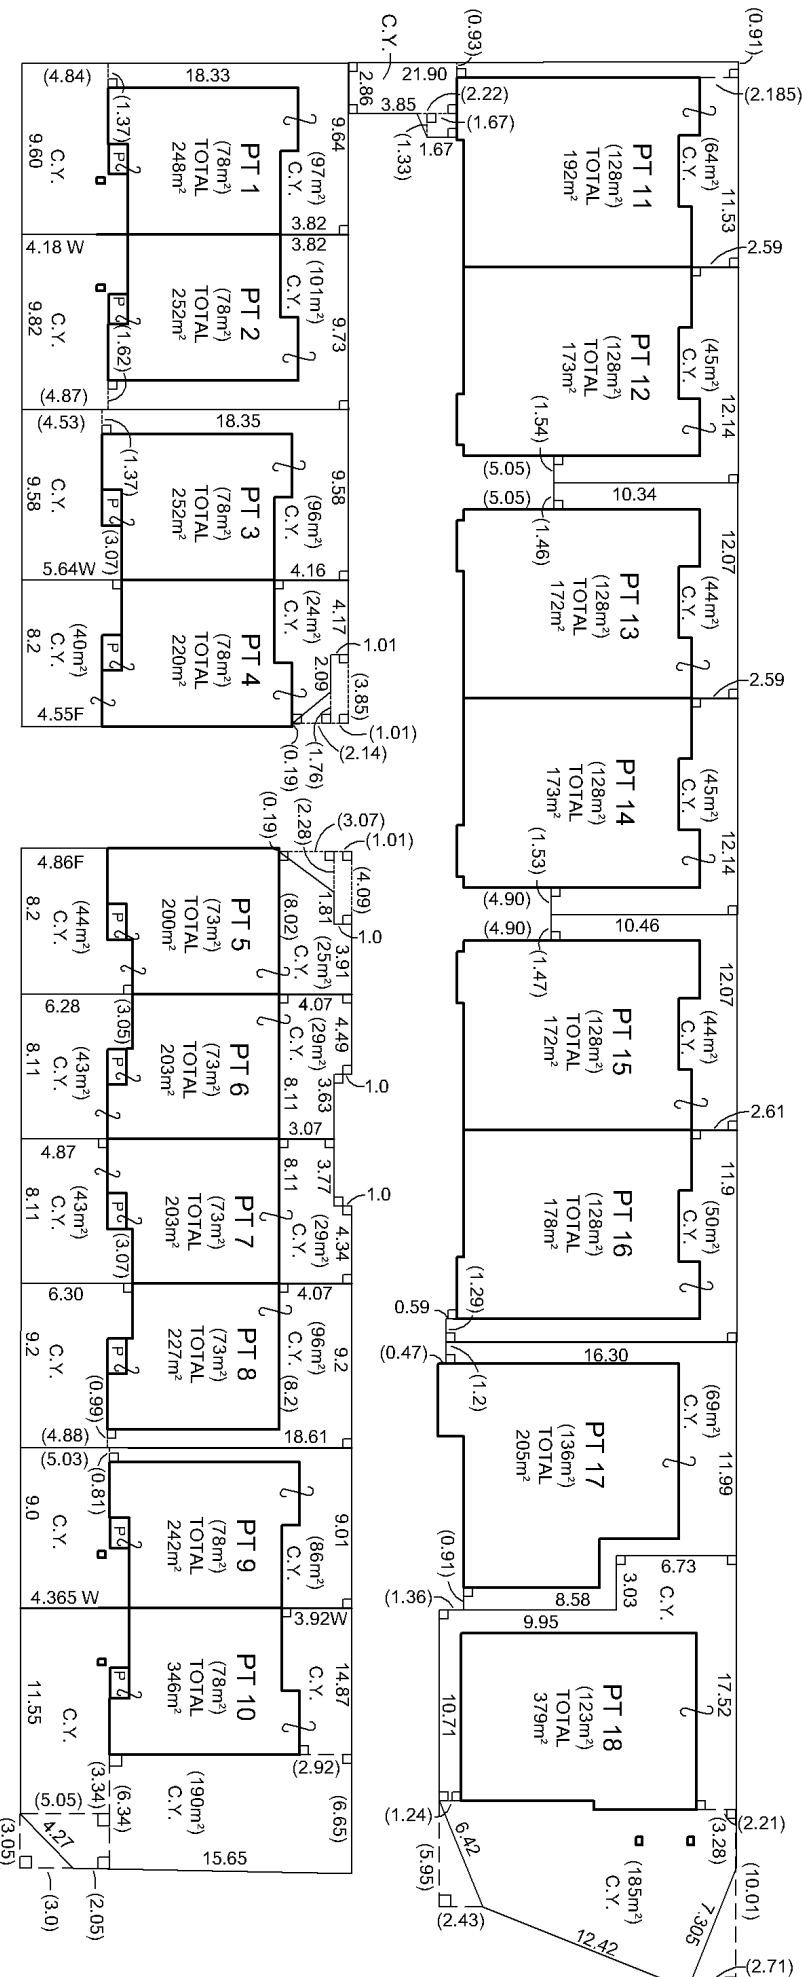 (0.91)
(2.185)
(0.93)
21.90
C.Y.
2.86
3.85
(2.22)
(1.67)
1.67
(1.33)
PT 11
(128m²)
TOTAL
192m²
(64m²)
C.Y.
11.53
2.59
PT 12
(128m²)
TOTAL
173m²
(45m²)
C.Y.
12.14
(1.54)
(5.05)
(5.05)
(1.46)
10.34
PT 13
(128m²)
TOTAL
172m²
(44m²)
C.Y.
12.07
2.59
PT 14
(128m²)
TOTAL
173m²
(45m²)
C.Y.
12.14
(1.53)
(4.90)
(4.90)
(1.47)
10.46
PT 15
(128m²)
TOTAL
172m²
(44m²)
C.Y.
12.07
2.61
PT 16
(128m²)
TOTAL
178m²
(50m²)
C.Y.
11.9
(1.29)
0.59
(0.47)
(1.2)
16.30
PT 17
(136m²)
TOTAL
205m²
(69m²)
C.Y.
11.99
6.73
C.Y.
3.03
8.58
(0.91)
(1.36)
9.95
PT 18
(123m²)
TOTAL
379m²
17.52
10.71
(1.24)
(2.21)
(3.28)
(10.01)
6.42
(5.95)
(2.43)
(185m²)
C.Y.
7.305
12.42
(2.71)
(4.84)
18.33
(1.37)
P
9.60
C.Y.
PT 1
(78m²)
TOTAL
248m²
(97m²)
C.Y.
9.64
3.82
4.18 W
3.82
PT 2
(78m²)
TOTAL
252m²
(101m²)
C.Y.
9.73
P
(1.62)
C.Y.
9.82
(4.87)
(4.53)
18.35
(1.37)
P
(3.07)
C.Y.
9.58
PT 3
(78m²)
TOTAL
252m²
(96m²)
C.Y.
9.58
5.64W
4.16
PT 4
(78m²)
TOTAL
220m²
(24m²)
C.Y.
4.17
1.01
2.09
(3.85)
(1.01)
(2.14)
(1.76)
(0.19)
P
(40m²)
C.Y.
8.2
4.55F
(0.19)
(2.28)
(3.07)
(1.01)
(4.09)
1.81
1.0
4.86F
(8.02)
3.91
(25m²)
C.Y.
PT 5
(73m²)
TOTAL
200m²
P
(44m²)
C.Y.
8.2
6.28
(3.05)
4.07
4.49
(29m²)
C.Y.
1.0
3.63
8.11
3.07
PT 6
(73m²)
TOTAL
203m²
P
(43m²)
C.Y.
8.11
4.87
3.77
8.11
1.0
(29m²)
C.Y.
4.34
PT 7
(73m²)
TOTAL
203m²
P
(3.07)
(43m²)
C.Y.
8.11
6.30
4.07
PT 8
(73m²)
TOTAL
227m²
(96m²)
C.Y.
9.2
(8.2)
P
C.Y.
9.2
(0.99)
(4.88)
18.61
(5.03)
(0.81)
P
C.Y.
9.0
PT 9
(78m²)
TOTAL
242m²
(86m²)
C.Y.
9.01
4.365 W
3.92W
PT 10
(78m²)
TOTAL
346m²
C.Y.
14.87
P
C.Y.
11.55
(2.92)
(3.34)
(6.34)
(190m²)
C.Y.
(6.65)
(5.05)
4.27
(3.05)
(3.0)
(2.05)
15.65